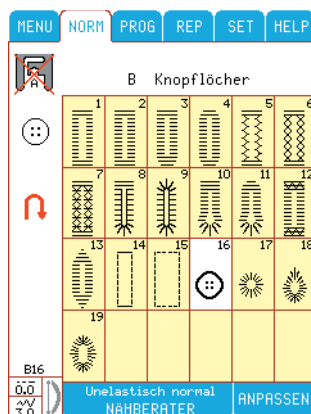 MENU NORM PROG REP SET HELP
A
B Knopflöcher
1 2 3 4 5 6
7 8 9 10 11 12
13 14 15 16 17 18
19
B16
0.0
3.0
Unelastisch normal
NÄHBERATER
ANPASSEN